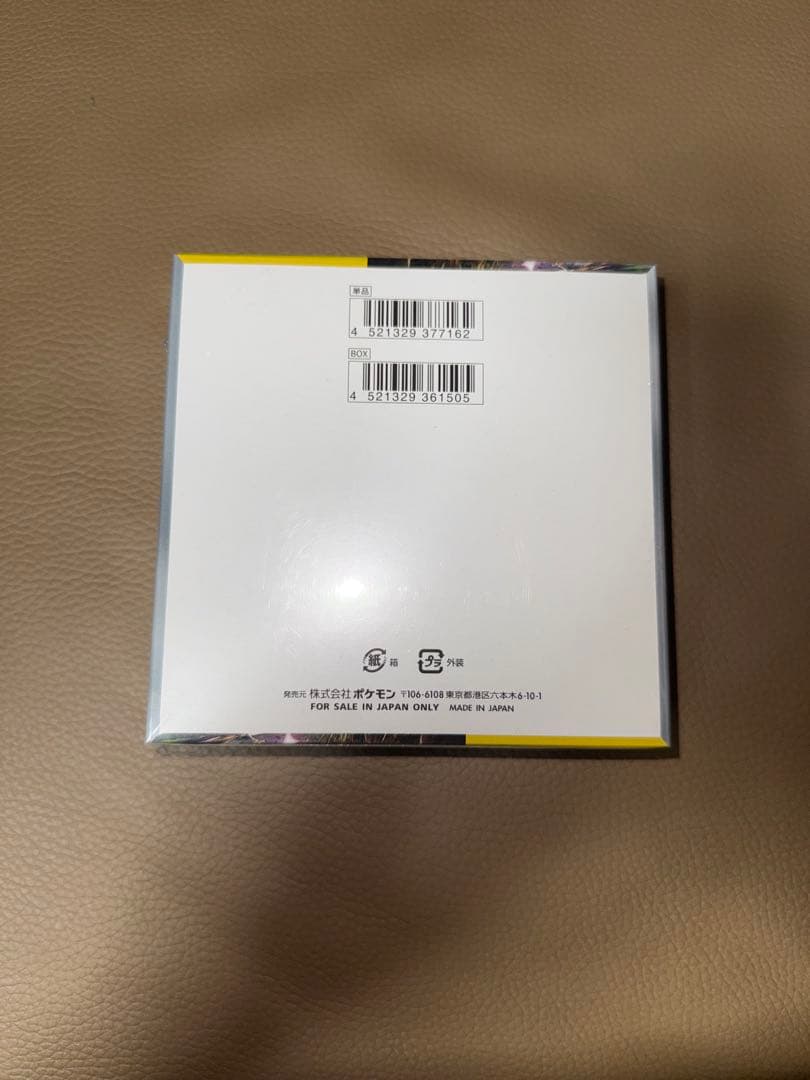 単品
4 521329 377162
BOX
4 521329 361505
紙 箱 プラ 外装
発売元 株式会社ポケモン 〒106-6108 東京都港区六本木6-10-1
FOR SALE IN JAPAN ONLY MADE IN JAPAN